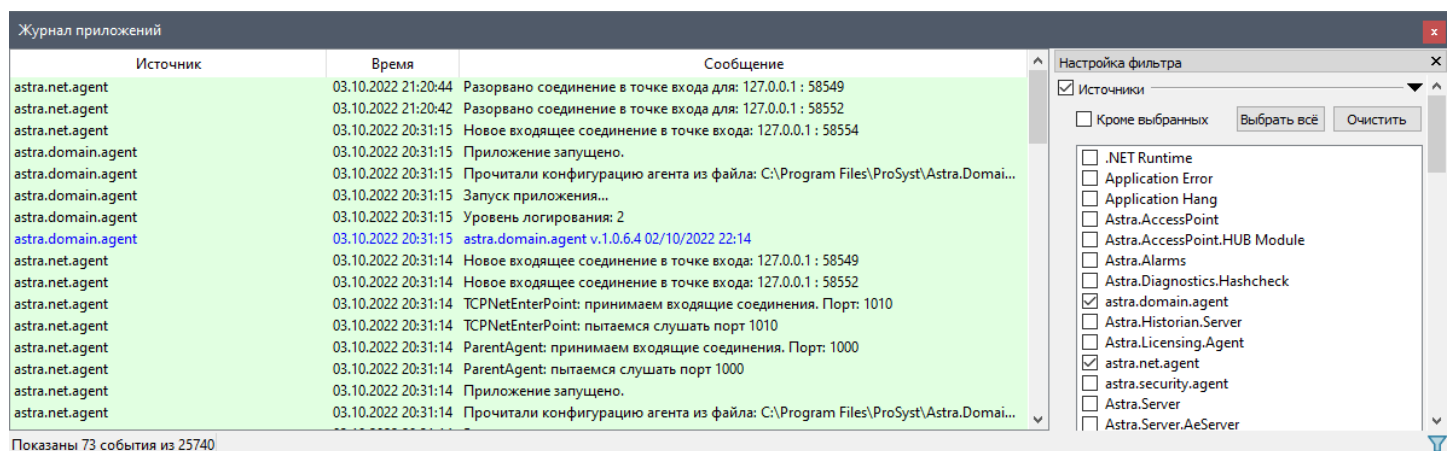 Журнал приложений
x
Источник Время Сообщение
astra.net.agent 03.10.2022 21:20:44 Разорвано соединение в точке входа для: 127.0.0.1 : 58549
astra.net.agent 03.10.2022 21:20:42 Разорвано соединение в точке входа для: 127.0.0.1 : 58552
astra.net.agent 03.10.2022 20:31:15 Новое входящее соединение в точке входа: 127.0.0.1 : 58554
astra.domain.agent 03.10.2022 20:31:15 Приложение запущено.
astra.domain.agent 03.10.2022 20:31:15 Прочитали конфигурацию агента из файла: C:\Program Files\ProSyst\Astra.Domai...
astra.domain.agent 03.10.2022 20:31:15 Запуск приложения...
astra.domain.agent 03.10.2022 20:31:15 Уровень логирования: 2
astra.domain.agent 03.10.2022 20:31:15 astra.domain.agent v.1.0.6.4 02/10/2022 22:14
astra.net.agent 03.10.2022 20:31:14 Новое входящее соединение в точке входа: 127.0.0.1 : 58549
astra.net.agent 03.10.2022 20:31:14 Новое входящее соединение в точке входа: 127.0.0.1 : 58552
astra.net.agent 03.10.2022 20:31:14 TCPNetEnterPoint: принимаем входящие соединения. Порт: 1010
astra.net.agent 03.10.2022 20:31:14 TCPNetEnterPoint: пытаемся слушать порт 1010
astra.net.agent 03.10.2022 20:31:14 ParentAgent: принимаем входящие соединения. Порт: 1000
astra.net.agent 03.10.2022 20:31:14 ParentAgent: пытаемся слушать порт 1000
astra.net.agent 03.10.2022 20:31:14 Приложение запущено.
astra.net.agent 03.10.2022 20:31:14 Прочитали конфигурацию агента из файла: C:\Program Files\ProSyst\Astra.Domai...
Показаны 73 события из 25740
Настройка фильтра
Источники
Кроме выбранных Выбрать всё Очистить
.NET Runtime
Application Error
Application Hang
Astra.AccessPoint
Astra.AccessPoint.HUB Module
Astra.Alarms
Astra.Diagnostics.Hashcheck
astra.domain.agent
Astra.Historian.Server
Astra.Licensing.Agent
astra.net.agent
astra.security.agent
Astra.Server
Astra.Server.AeServer